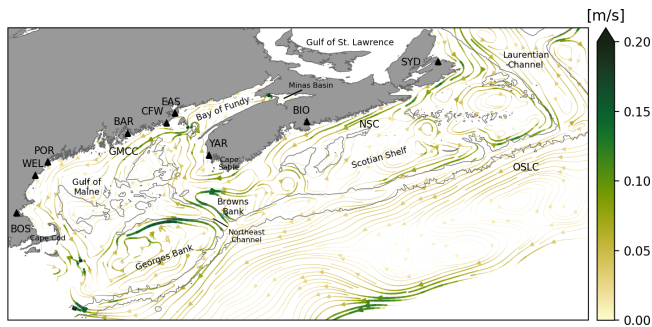 [m/s]
0.20
0.15
0.10
0.05
0.00
Gulf of St. Lawrence
SYD
Laurentian
Channel
Minas Basin
EAS
CFW
Bay of Fundy
BIO
BAR
NSC
POR
GMCC
YAR
WEL
Cape
Sable
Scotian Shelf
OSLC
Gulf of
Maine
Browns
Bank
BOS
Cape Cod
Northeast
Channel
Georges Bank